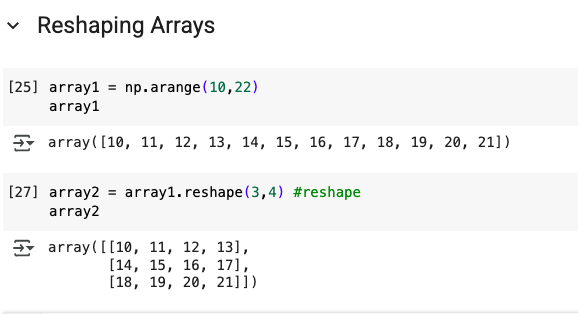 Reshaping Arrays
[25] array1 = np.arange(10,22)
array1
array([10, 11, 12, 13, 14, 15, 16, 17, 18, 19, 20, 21])
[27] array2 = array1.reshape(3,4) #reshape
array2
array([[10, 11, 12, 13],
[14, 15, 16, 17],
[18, 19, 20, 21]])